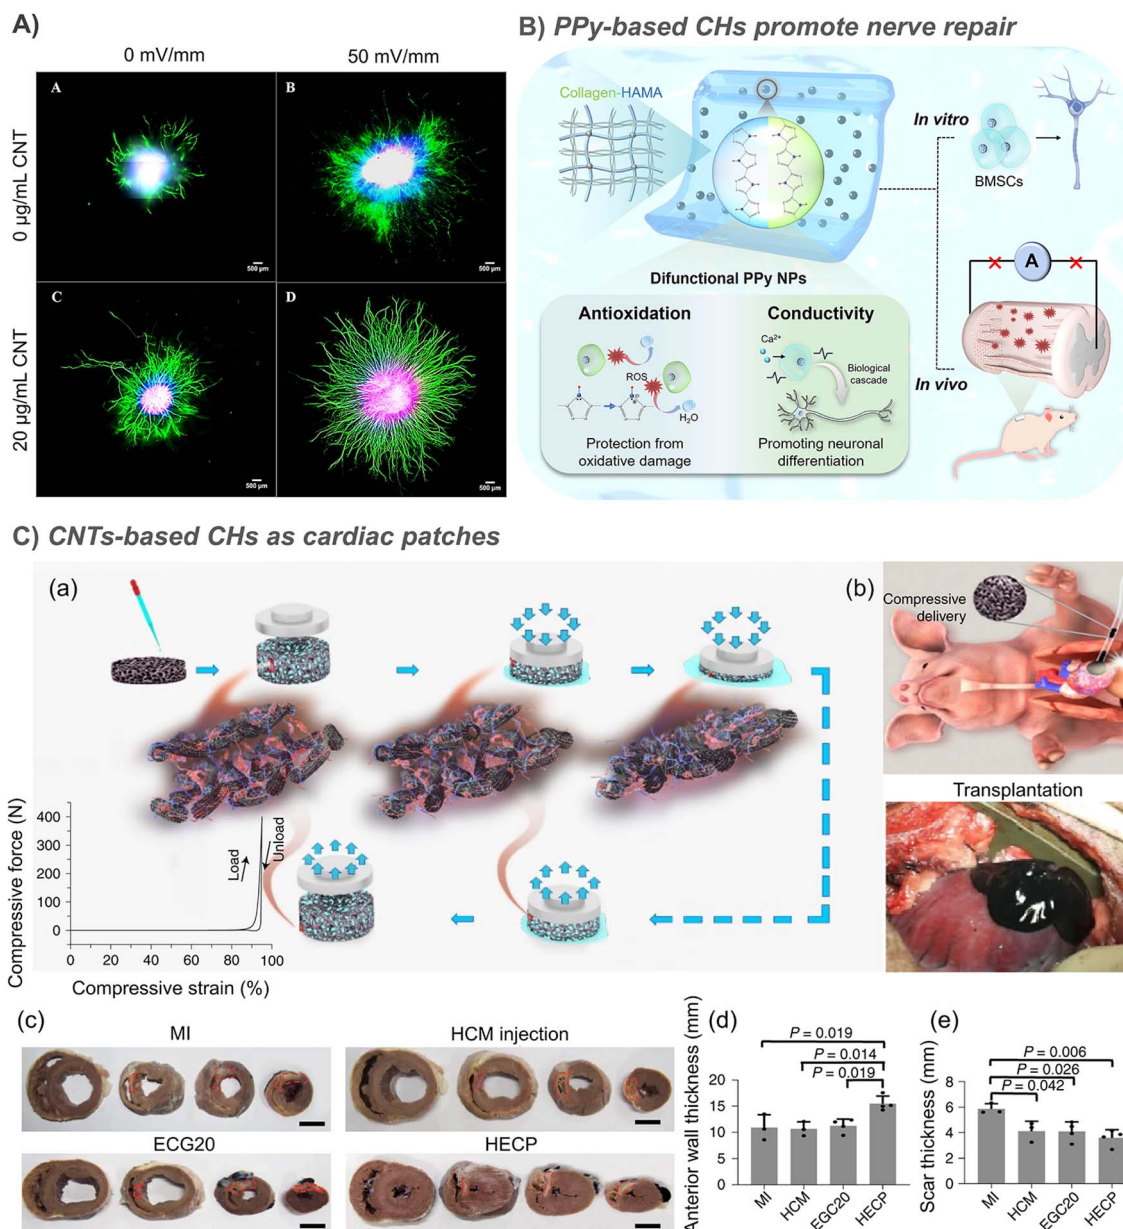 A)
0 mV/mm
50 mV/mm
0 µg/mL CNT
20 µg/mL CNT
A
500 µm
B
500 µm
C
500 µm
D
500 µm
B) PPy-based CHs promote nerve repair
Collagen-HAMA
In vitro
BMSCs
Difunctional PPy NPs
Antioxidation
ROS
H₂O
Protection from
oxidative damage
Conductivity
Ca²⁺
Biological
cascade
Promoting neuronal
differentiation
A
In vivo
C) CNTs-based CHs as cardiac patches
(a)
Compressive force (N)
400
300
200
100
0
Load
Unload
0 20 40 60 80 100
Compressive strain (%)
(b)
Compressive
delivery
Transplantation
(c)
MI
HCM injection
ECG20
HECP
(d)
Anterior wall thickness (mm)
20
15
10
5
0
P = 0.019
P = 0.014
P = 0.019
MI HCM EGC20 HECP
(e)
Scar thickness (mm)
8
6
4
2
0
P = 0.006
P = 0.026
P = 0.042
MI HCM EGC20 HECP